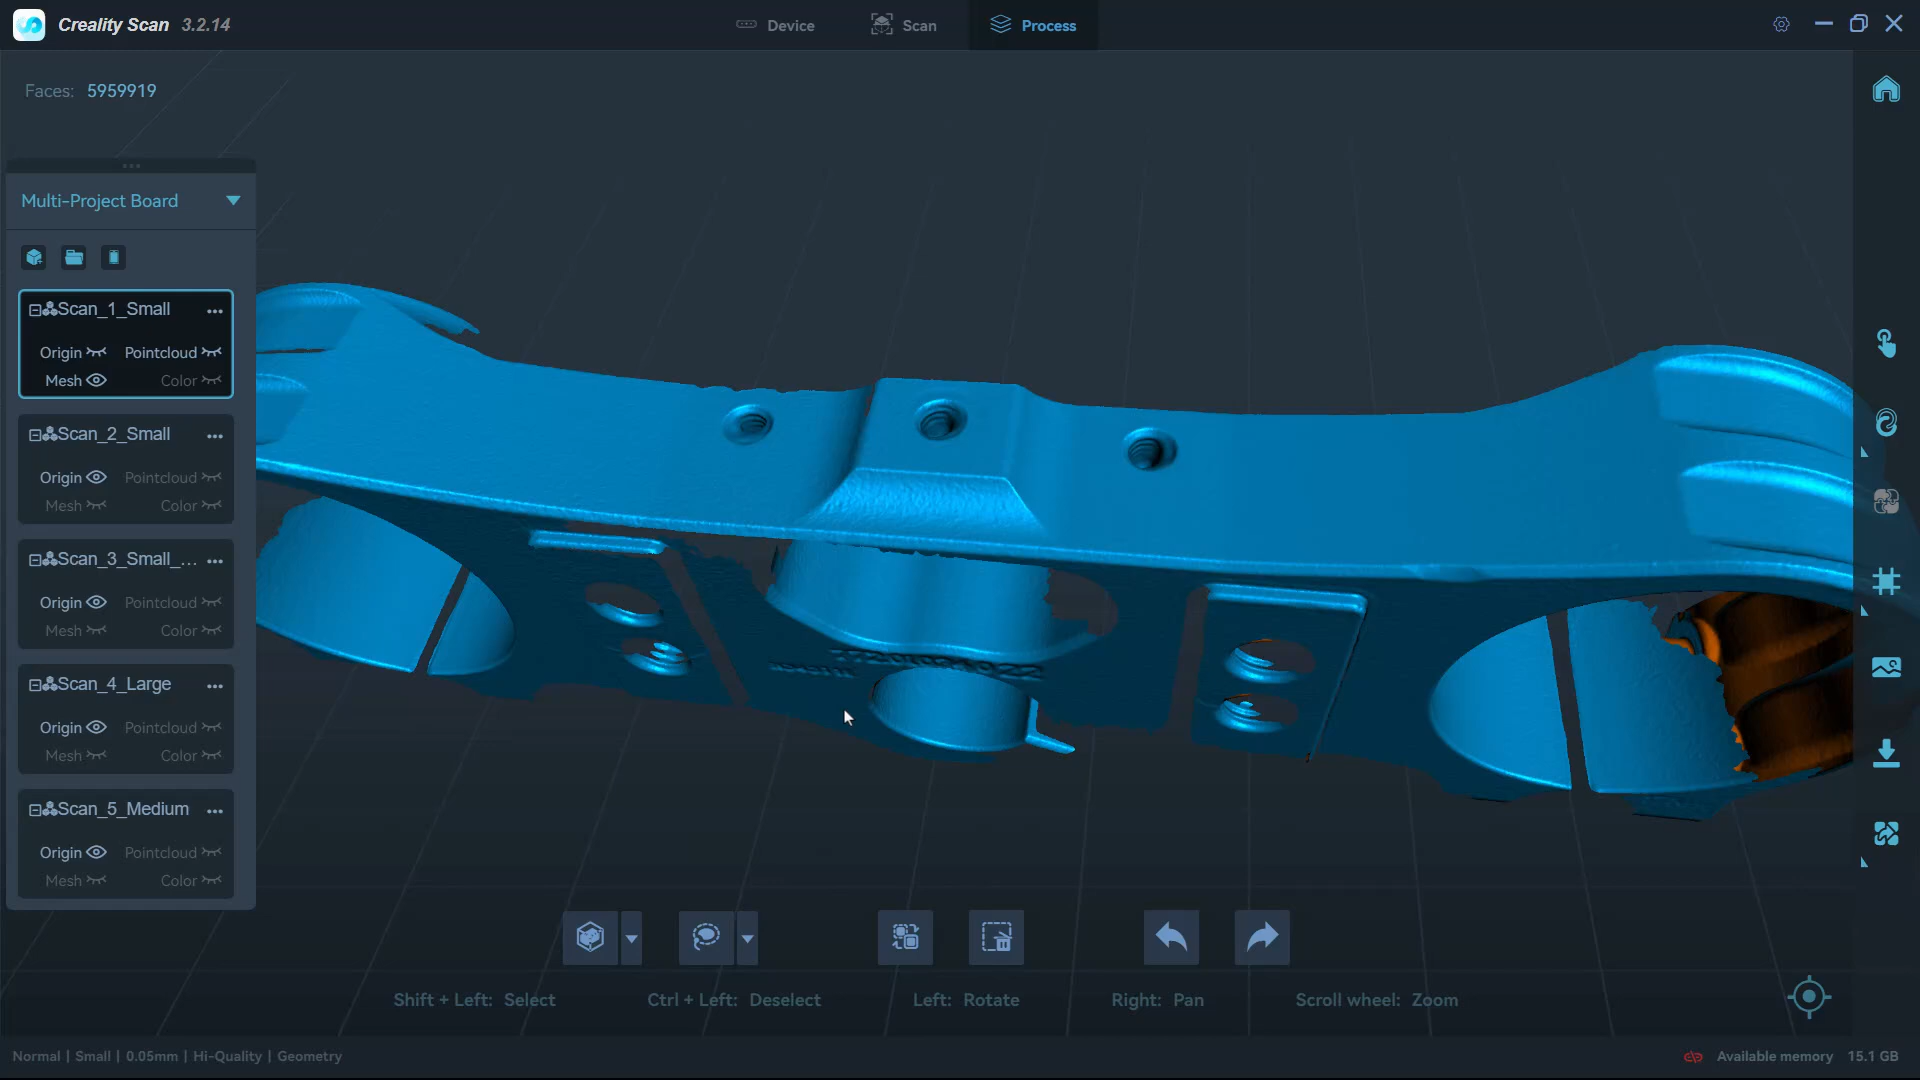 Creality Scan 3.2.14
Device
Scan
Process
Faces: 5959919
Multi-Project Board
Scan_1_Small
Origin Pointcloud
Mesh Color
Scan_2_Small
Origin Pointcloud
Mesh Color
Scan_3_Small_...
Origin Pointcloud
Mesh Color
Scan_4_Large
Origin Pointcloud
Mesh Color
Scan_5_Medium
Origin Pointcloud
Mesh Color
Shift + Left: Select
Ctrl + Left: Deselect
Left: Rotate
Right: Pan
Scroll wheel: Zoom
Normal | Small | 0.05mm | Hi-Quality | Geometry
Available memory 15.1 GB